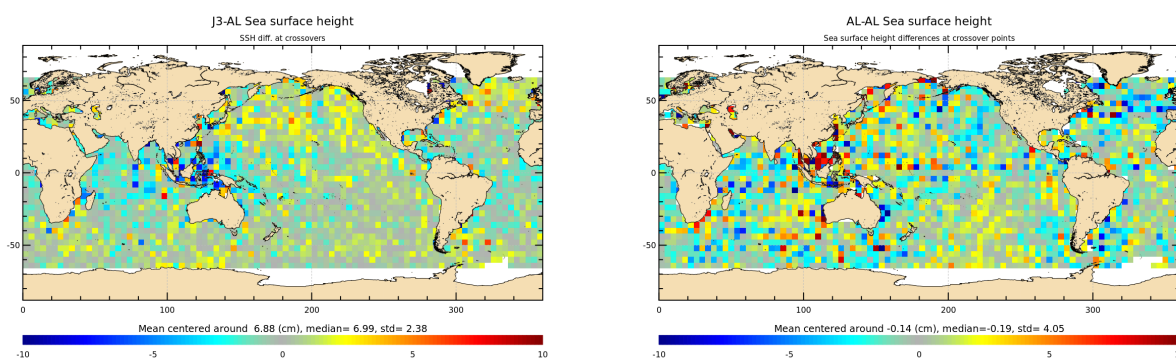 J3-AL Sea surface height
SSH diff. at crossovers
50
0
-50
0 100 200 300
Mean centered around 6.88 (cm), median= 6.99, std= 2.38
-10 -5 0 5 10
AL-AL Sea surface height
Sea surface height differences at crossover points
50
0
-50
0 100 200 300
Mean centered around -0.14 (cm), median=-0.19, std= 4.05
-10 -5 0 5